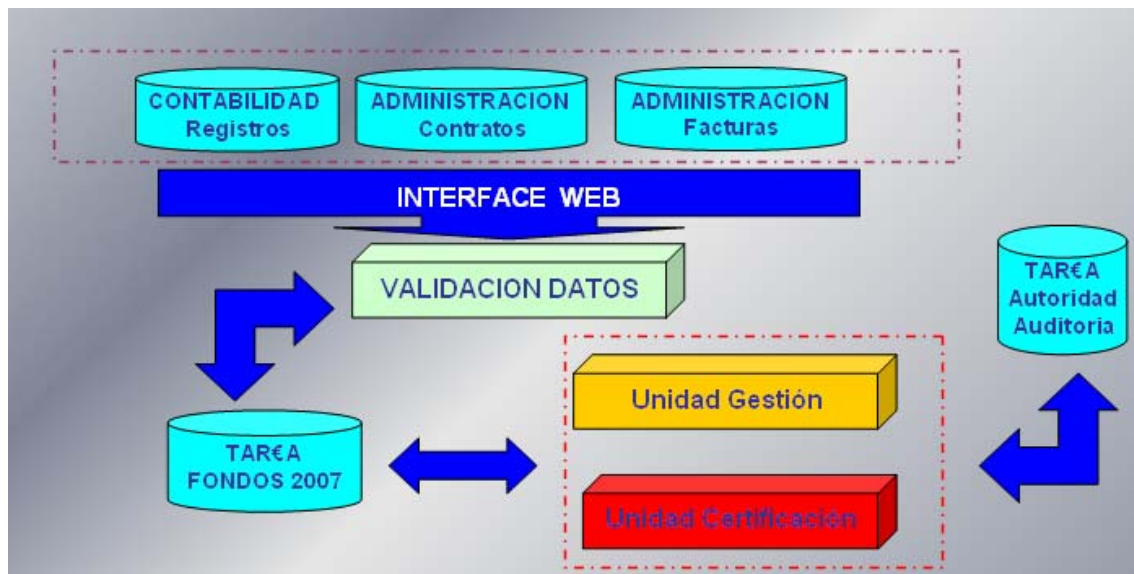 CONTABILIDAD
Registros
ADMINISTRACION
Contratos
ADMINISTRACION
Facturas
INTERFACE WEB
VALIDACION DATOS
TAR€A
Autoridad
Auditoria
Unidad Gestión
TAR€A
FONDOS 2007
Unidad Certificación